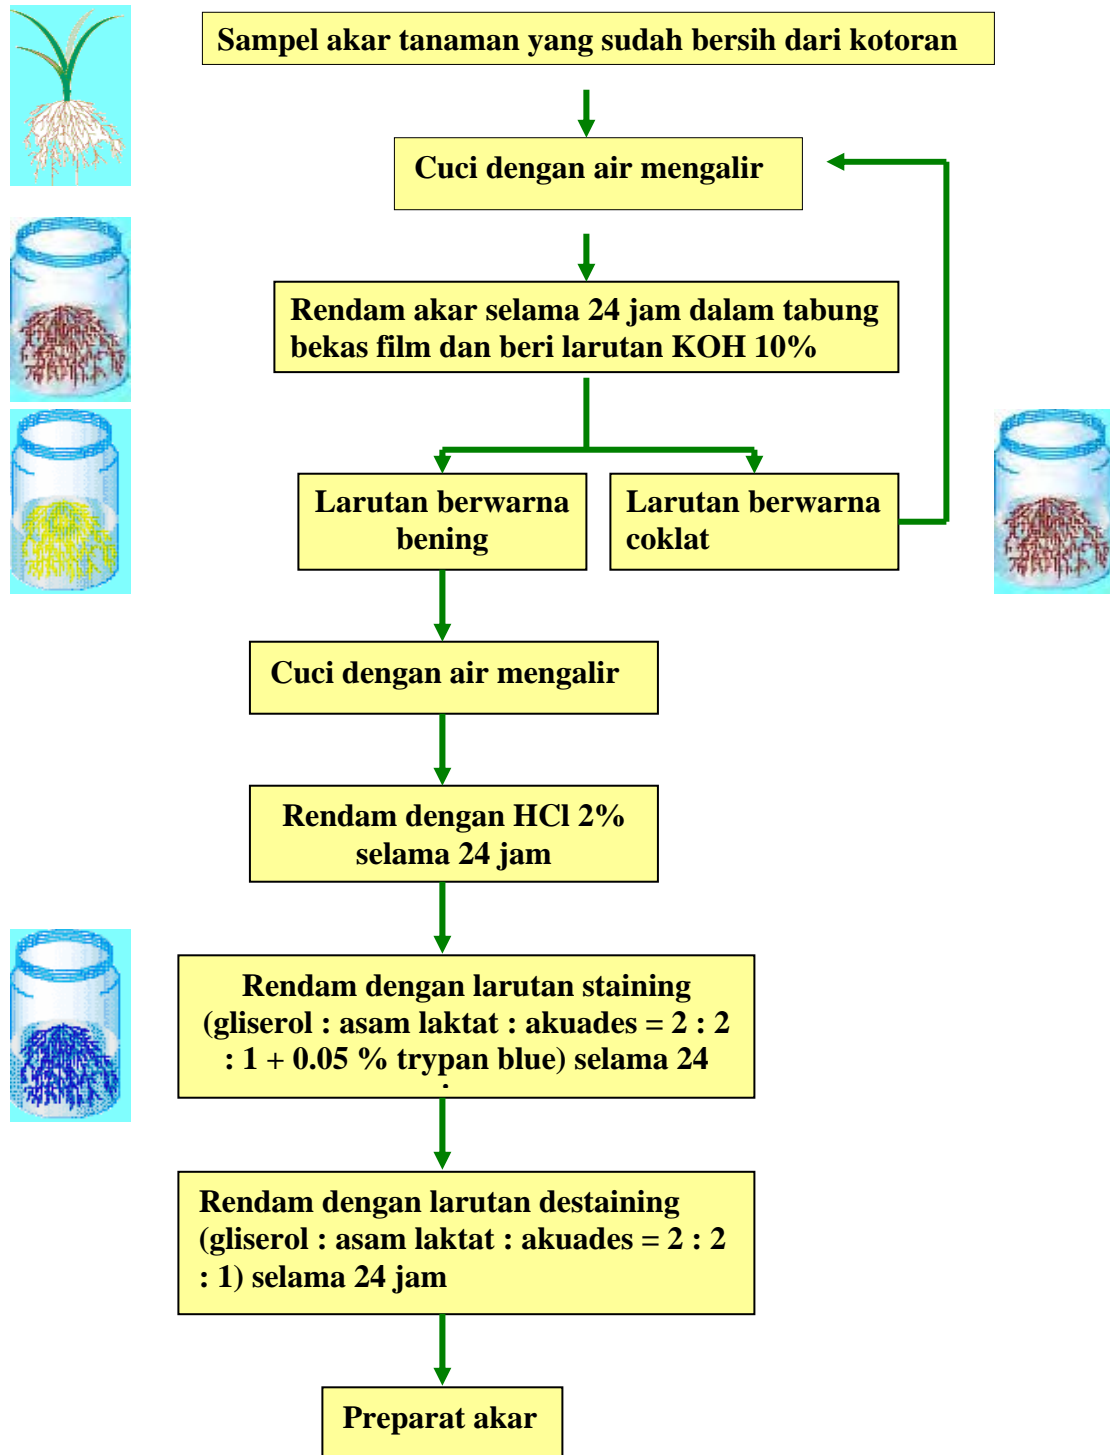 Sampel akar tanaman yang sudah bersih dari kotoran
Cuci dengan air mengalir
Rendam akar selama 24 jam dalam tabung
bekas film dan beri larutan KOH 10%
Larutan berwarna
bening
Larutan berwarna
coklat
Cuci dengan air mengalir
Rendam dengan HCl 2%
selama 24 jam
Rendam dengan larutan staining
(gliserol : asam laktat : akuades = 2 : 2
: 1 + 0.05 % trypan blue) selama 24
Rendam dengan larutan destaining
(gliserol : asam laktat : akuades = 2 : 2
: 1) selama 24 jam
Preparat akar